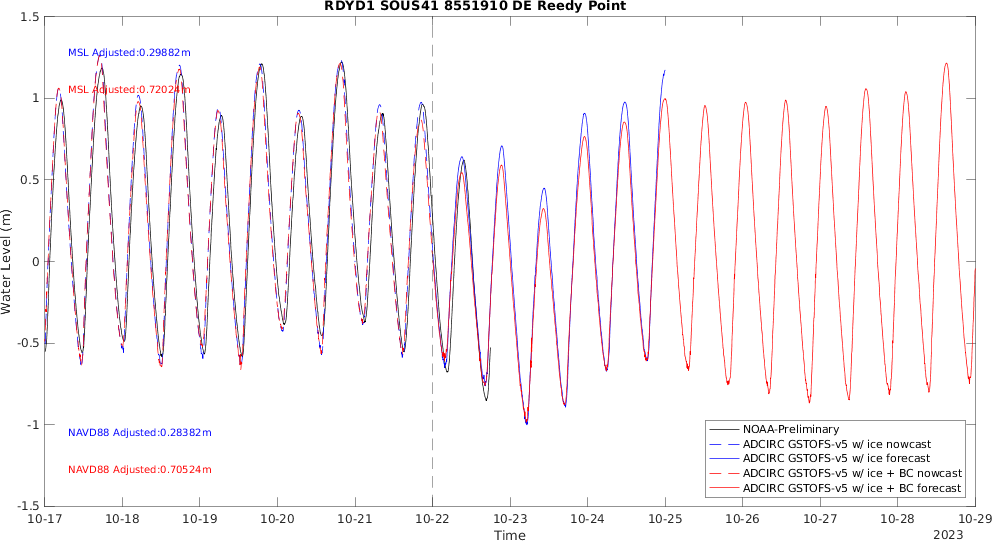 RDYD1 SOUS41 8551910 DE Reedy Point
1.5
1
0.5
0
-0.5
-1
-1.5
Water Level (m)
MSL Adjusted:0.29882m
MSL Adjusted:0.72024m
NAVD88 Adjusted:0.28382m
NAVD88 Adjusted:0.70524m
NOAA-Preliminary
ADCIRC GSTOFS-v5 w/ ice nowcast
ADCIRC GSTOFS-v5 w/ ice forecast
ADCIRC GSTOFS-v5 w/ ice + BC nowcast
ADCIRC GSTOFS-v5 w/ ice + BC forecast
10-17 10-18 10-19 10-20 10-21 10-22 10-23 10-24 10-25 10-26 10-27 10-28 10-29
Time
2023